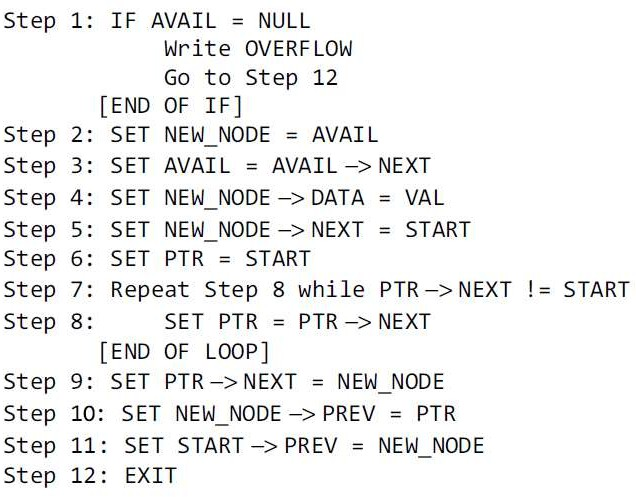 Step 1: IF AVAIL = NULL
Write OVERFLOW
Go to Step 12
[END OF IF]
Step 2: SET NEW_NODE = AVAIL
Step 3: SET AVAIL = AVAIL->NEXT
Step 4: SET NEW_NODE->DATA = VAL
Step 5: SET NEW_NODE->NEXT = START
Step 6: SET PTR = START
Step 7: Repeat Step 8 while PTR->NEXT != START
Step 8: SET PTR = PTR->NEXT
[END OF LOOP]
Step 9: SET PTR->NEXT = NEW_NODE
Step 10: SET NEW_NODE->PREV = PTR
Step 11: SET START->PREV = NEW_NODE
Step 12: EXIT